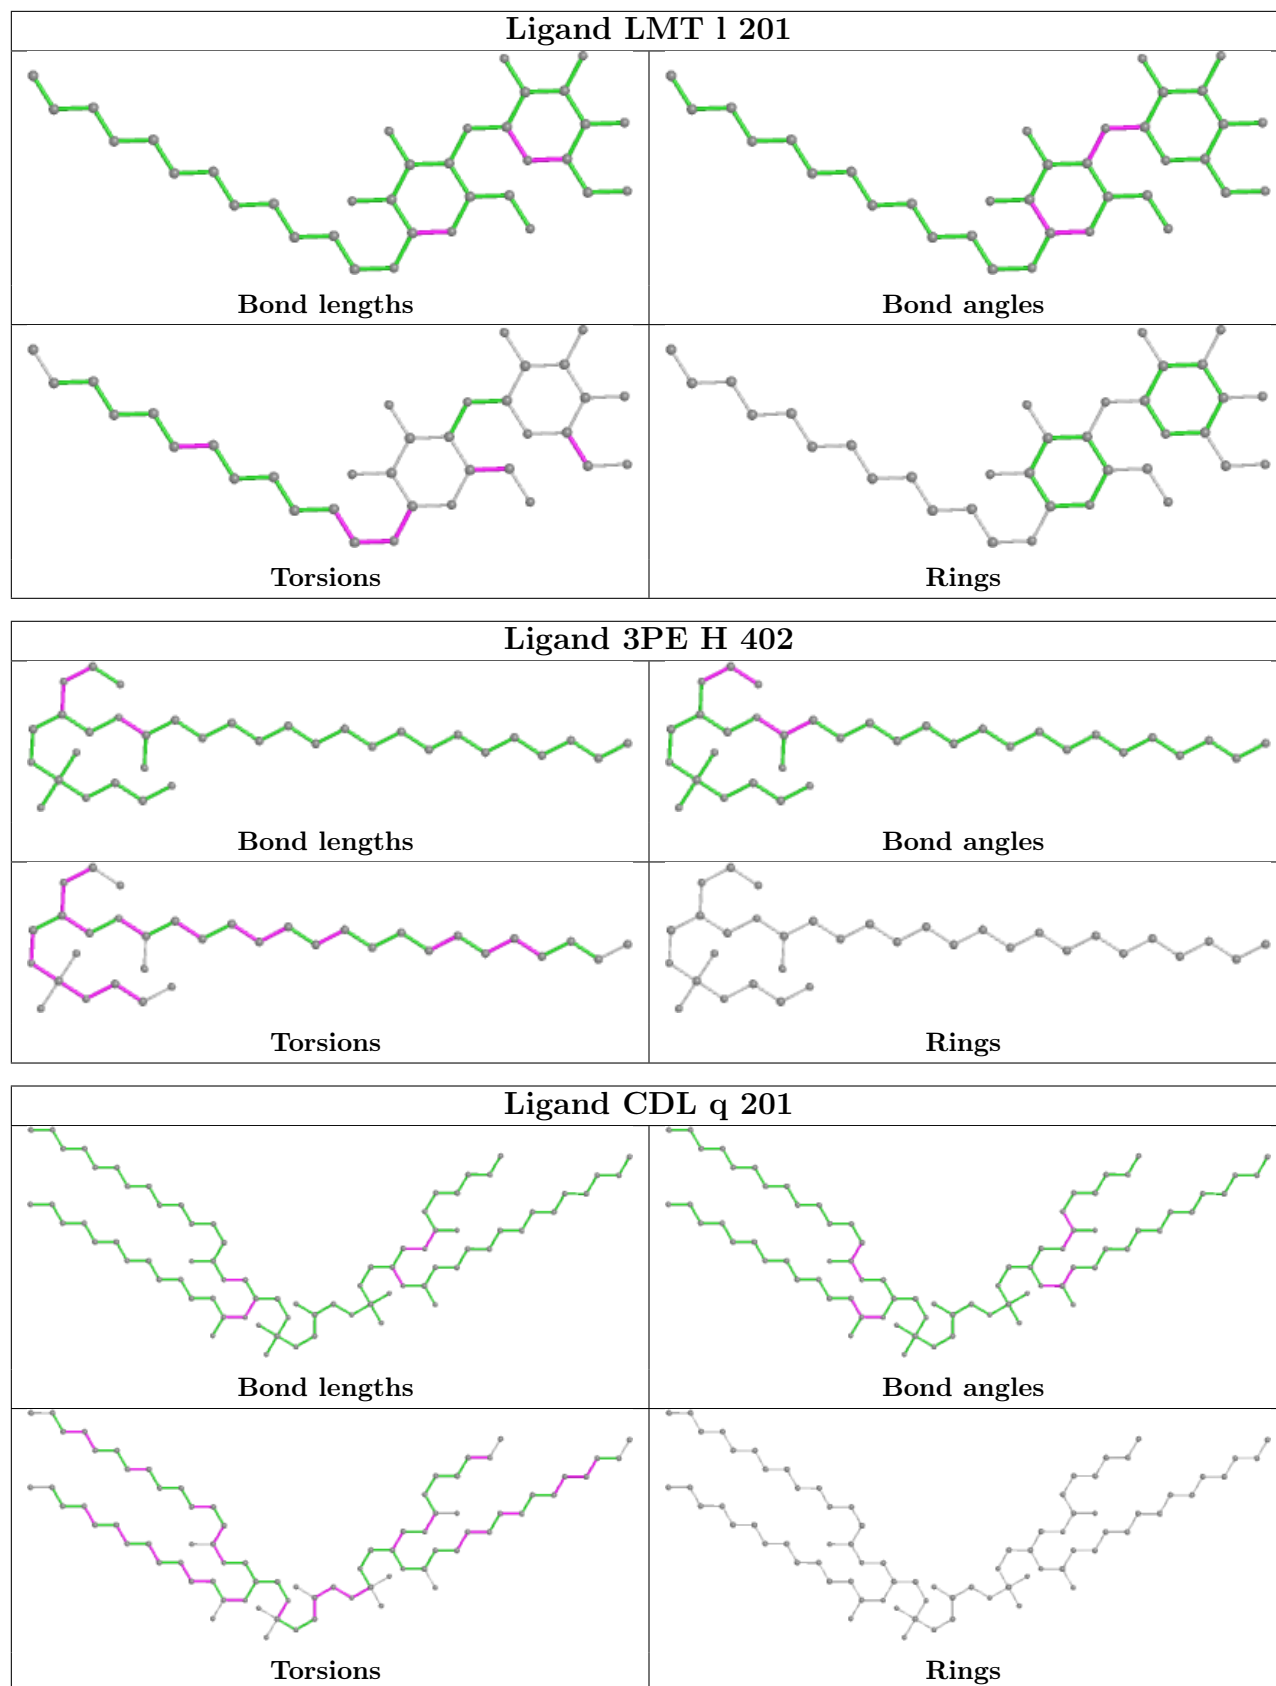 Ligand LMT l 201
Bond lengths
Bond angles
Torsions
Rings
Ligand 3PE H 402
Bond lengths
Bond angles
Torsions
Rings
Ligand CDL q 201
Bond lengths
Bond angles
Torsions
Rings